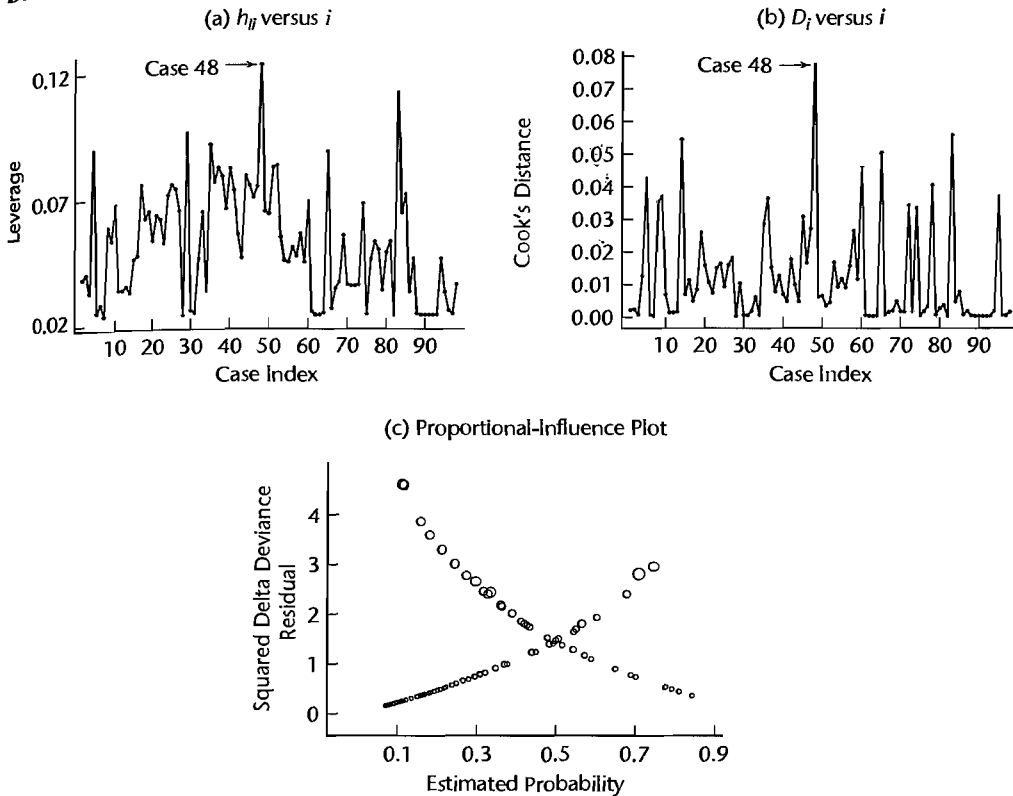 (a) hii versus i
Leverage
0.12
0.07
0.02
Case 48
10 20 30 40 50 60 70 80 90
Case Index
(b) Di versus i
Cook's Distance
0.08
0.07
0.06
0.05
0.04
0.03
0.02
0.01
0.00
Case 48
10 20 30 40 50 60 70 80 90
Case Index
(c) Proportional-Influence Plot
Squared Delta Deviance
Residual
4
3
2
1
0
0.1 0.3 0.5 0.7 0.9
Estimated Probability